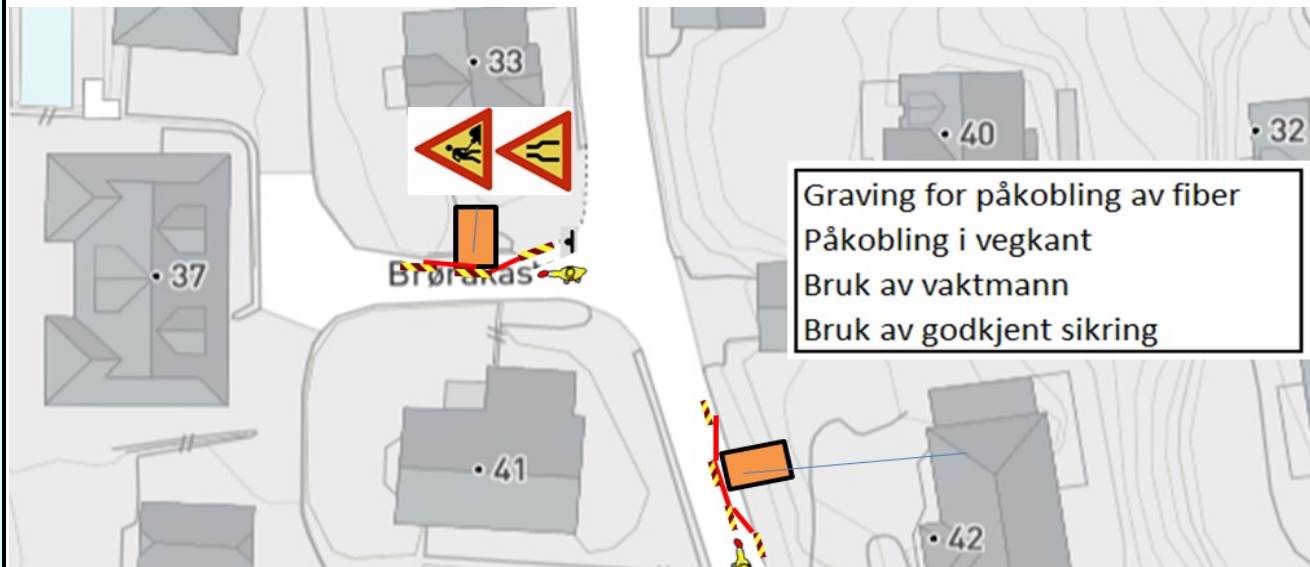 33
40
32
Graving for påkobling av fiber
Påkobling i vegkant
Bruk av vaktmann
Bruk av godkjent sikring
37
41
42